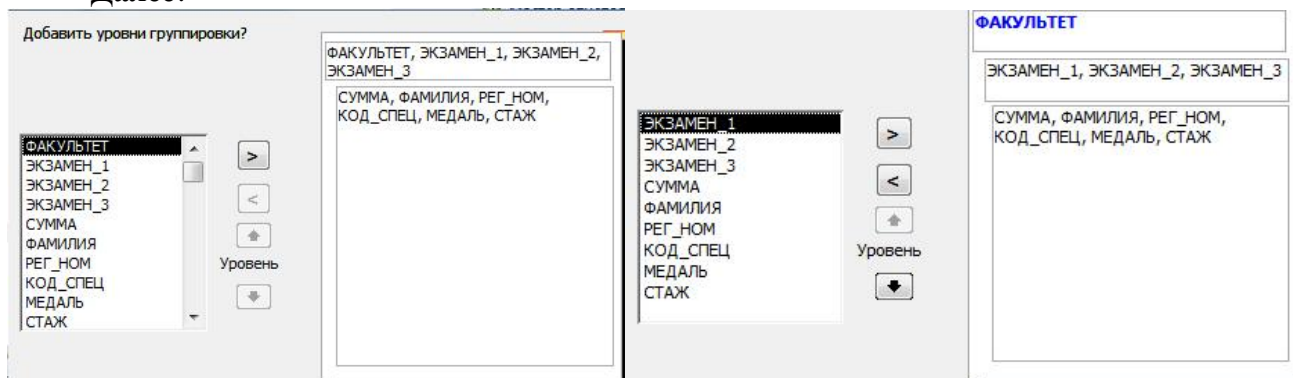 Далее.
Добавить уровни группировки?
ФАКУЛЬТЕТ, ЭКЗАМЕН_1, ЭКЗАМЕН_2,
ЭКЗАМЕН_3
СУММА, ФАМИЛИЯ, РЕГ_НОМ,
КОД_СПЕЦ, МЕДАЛЬ, СТАЖ
ФАКУЛЬТЕТ
ЭКЗАМЕН_1
ЭКЗАМЕН_2
ЭКЗАМЕН_3
СУММА
ФАМИЛИЯ
РЕГ_НОМ
КОД_СПЕЦ
МЕДАЛЬ
СТАЖ
>
<
Уровень
ЭКЗАМЕН_1
ЭКЗАМЕН_2
ЭКЗАМЕН_3
СУММА
ФАМИЛИЯ
РЕГ_НОМ
КОД_СПЕЦ
МЕДАЛЬ
СТАЖ
>
<
Уровень
ФАКУЛЬТЕТ
ЭКЗАМЕН_1, ЭКЗАМЕН_2, ЭКЗАМЕН_3
СУММА, ФАМИЛИЯ, РЕГ_НОМ,
КОД_СПЕЦ, МЕДАЛЬ, СТАЖ